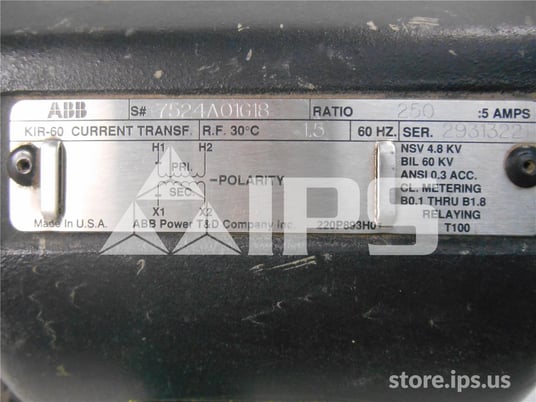 ABB S# 7524A01G18 RATIO 250 :5 AMPS
KIR-60 CURRENT TRANSF. R.F. 30°C 1.5 60 HZ. SER. 2931322
H1 H2
PRI.
SEC.
-POLARITY
X1 X2
Made In U.S.A. ABB Power T&D Company Inc. 220P893H01
NSV 4.8 KV
BIL 60 KV
ANSI 0.3 ACC.
CL. METERING
B0.1 THRU B1.8
RELAYING
T100
IPS
store.ips.us